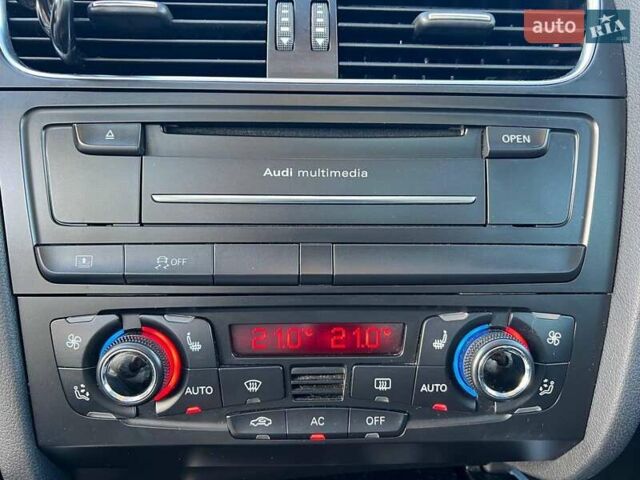 auto RIA
OPEN
Audi multimedia
OFF
21.0° 21.0°
AUTO AUTO
AC OFF